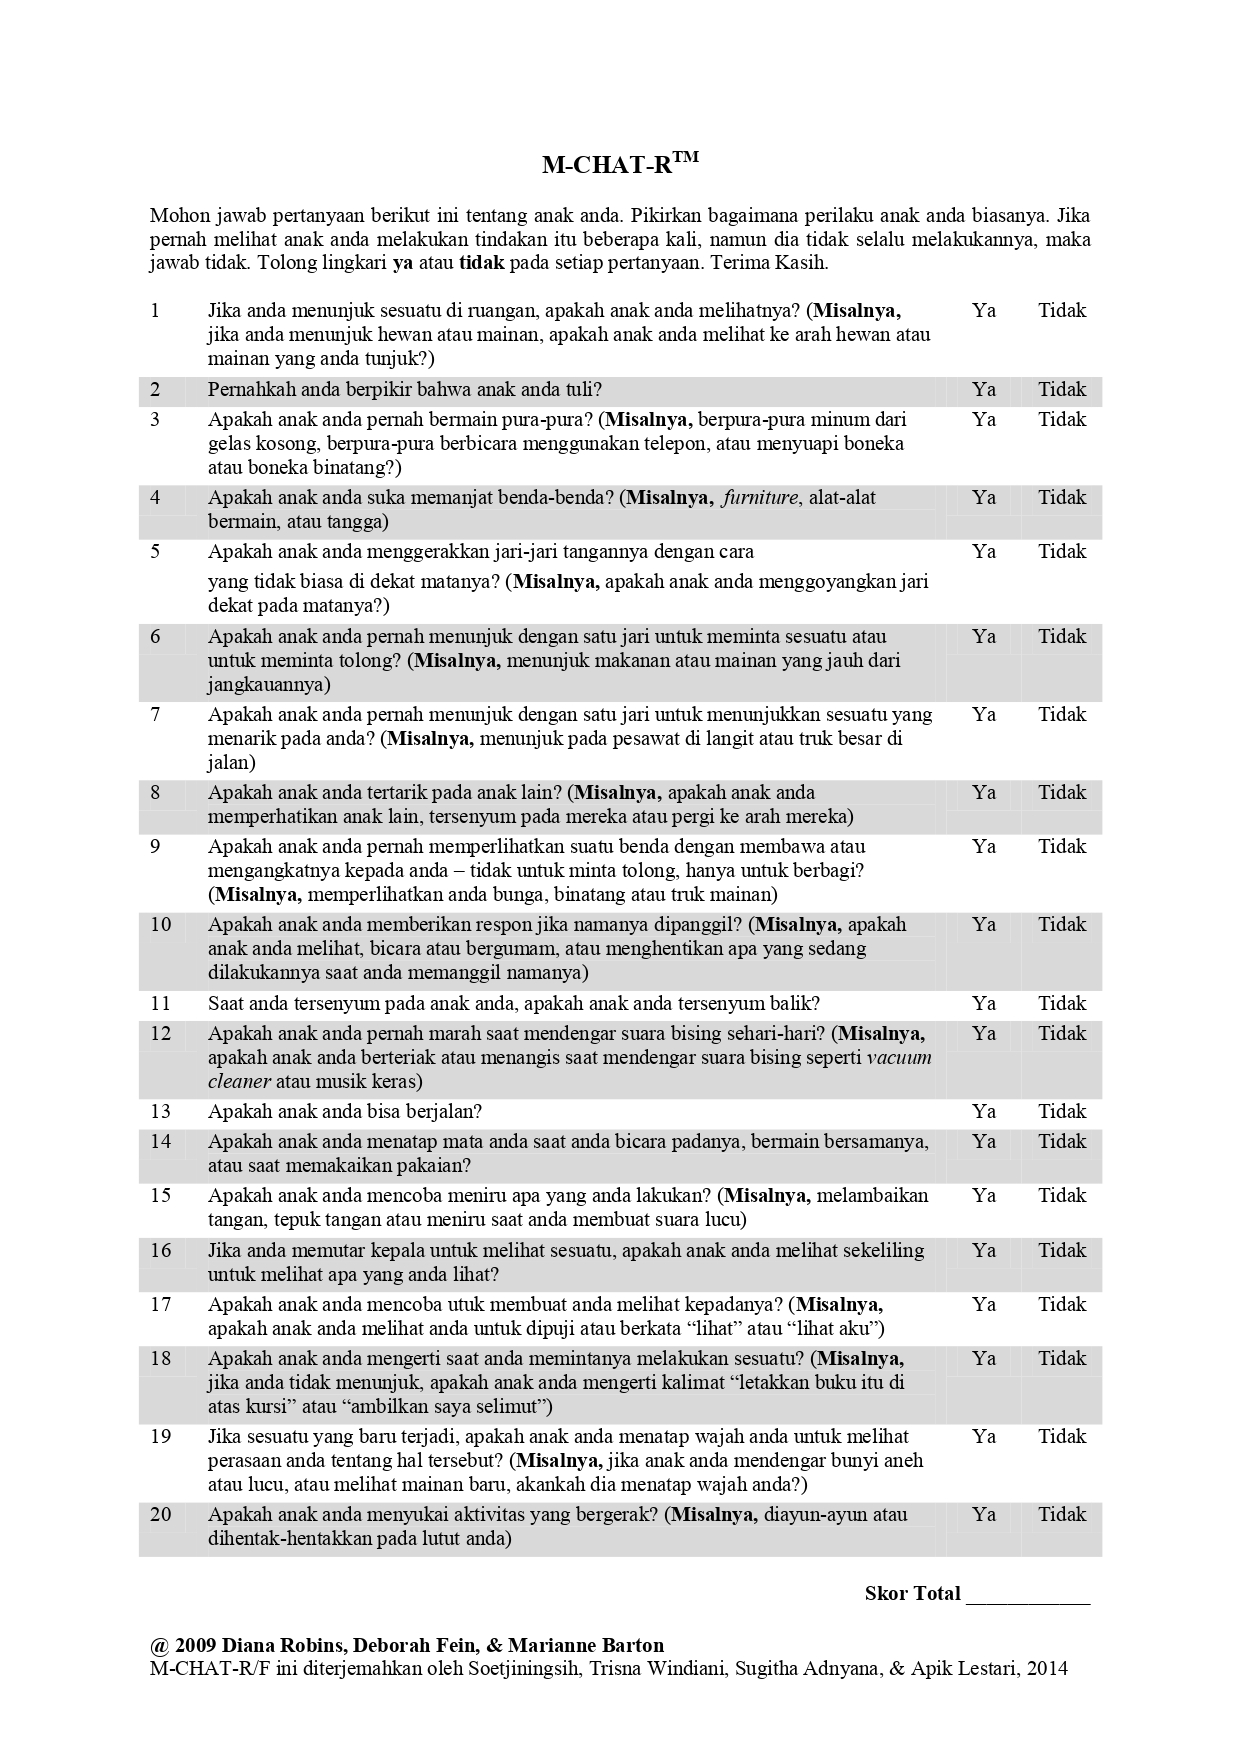 M-CHAT-R™
Mohon jawab pertanyaan berikut ini tentang anak anda. Pikirkan bagaimana perilaku anak anda biasanya. Jika
pernah melihat anak anda melakukan tindakan itu beberapa kali, namun dia tidak selalu melakukannya, maka
jawab tidak. Tolong lingkari ya atau tidak pada setiap pertanyaan. Terima Kasih.
1 Jika anda menunjuk sesuatu di ruangan, apakah anak anda melihatnya? (Misalnya, Ya Tidak
jika anda menunjuk hewan atau mainan, apakah anak anda melihat ke arah hewan atau
mainan yang anda tunjuk?)
2 Pernahkah anda berpikir bahwa anak anda tuli? Ya Tidak
3 Apakah anak anda pernah bermain pura-pura? (Misalnya, berpura-pura minum dari Ya Tidak
gelas kosong, berpura-pura berbicara menggunakan telepon, atau menyuapi boneka
atau boneka binatang?)
4 Apakah anak anda suka memanjat benda-benda? (Misalnya, furniture, alat-alat Ya Tidak
bermain, atau tangga)
5 Apakah anak anda menggerakkan jari-jari tangannya dengan cara Ya Tidak
yang tidak biasa di dekat matanya? (Misalnya, apakah anak anda menggoyangkan jari
dekat pada matanya?)
6 Apakah anak anda pernah menunjuk dengan satu jari untuk meminta sesuatu atau Ya Tidak
untuk meminta tolong? (Misalnya, menunjuk makanan atau mainan yang jauh dari
jangkauannya)
7 Apakah anak anda pernah menunjuk dengan satu jari untuk menunjukkan sesuatu yang Ya Tidak
menarik pada anda? (Misalnya, menunjuk pada pesawat di langit atau truk besar di
jalan)
8 Apakah anak anda tertarik pada anak lain? (Misalnya, apakah anak anda Ya Tidak
memperhatikan anak lain, tersenyum pada mereka atau pergi ke arah mereka)
9 Apakah anak anda pernah memperlihatkan suatu benda dengan membawa atau Ya Tidak
mengangkatnya kepada anda – tidak untuk minta tolong, hanya untuk berbagi?
(Misalnya, memperlihatkan anda bunga, binatang atau truk mainan)
10 Apakah anak anda memberikan respon jika namanya dipanggil? (Misalnya, apakah Ya Tidak
anak anda melihat, bicara atau bergumam, atau menghentikan apa yang sedang
dilakukannya saat anda memanggil namanya)
11 Saat anda tersenyum pada anak anda, apakah anak anda tersenyum balik? Ya Tidak
12 Apakah anak anda pernah marah saat mendengar suara bising sehari-hari? (Misalnya, Ya Tidak
apakah anak anda berteriak atau menangis saat mendengar suara bising seperti vacuum
cleaner atau musik keras)
13 Apakah anak anda bisa berjalan? Ya Tidak
14 Apakah anak anda menatap mata anda saat anda bicara padanya, bermain bersamanya, Ya Tidak
atau saat memakaikan pakaian?
15 Apakah anak anda mencoba meniru apa yang anda lakukan? (Misalnya, melambaikan Ya Tidak
tangan, tepuk tangan atau meniru saat anda membuat suara lucu)
16 Jika anda memutar kepala untuk melihat sesuatu, apakah anak anda melihat sekeliling Ya Tidak
untuk melihat apa yang anda lihat?
17 Apakah anak anda mencoba utuk membuat anda melihat kepadanya? (Misalnya, Ya Tidak
apakah anak anda melihat anda untuk dipuji atau berkata “lihat” atau “lihat aku”)
18 Apakah anak anda mengerti saat anda memintanya melakukan sesuatu? (Misalnya, Ya Tidak
jika anda tidak menunjuk, apakah anak anda mengerti kalimat “letakkan buku itu di
atas kursi” atau “ambilkan saya selimut”)
19 Jika sesuatu yang baru terjadi, apakah anak anda menatap wajah anda untuk melihat Ya Tidak
perasaan anda tentang hal tersebut? (Misalnya, jika anak anda mendengar bunyi aneh
atau lucu, atau melihat mainan baru, akankah dia menatap wajah anda?)
20 Apakah anak anda menyukai aktivitas yang bergerak? (Misalnya, diayun-ayun atau Ya Tidak
dihentak-hentakkan pada lutut anda)
Skor Total ____________
@ 2009 Diana Robins, Deborah Fein, & Marianne Barton
M-CHAT-R/F ini diterjemahkan oleh Soetjiningsih, Trisna Windiani, Sugitha Adnyana, & Apik Lestari, 2014